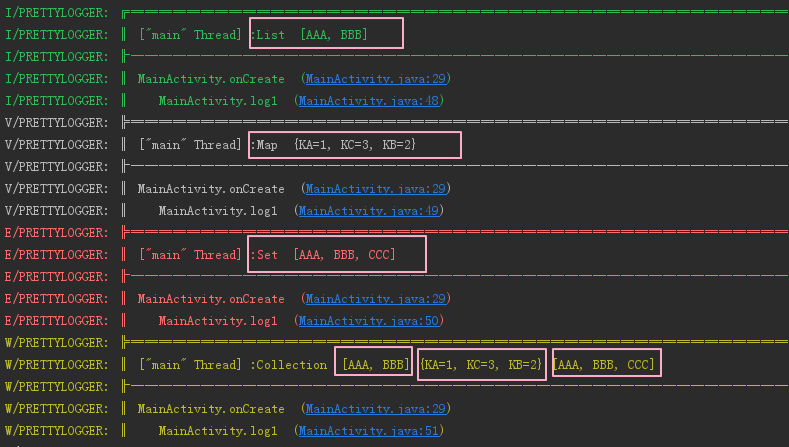 I/PRETTYLOGGER: ╔════════════════════════════════════════
I/PRETTYLOGGER: ║ ["main" Thread] :List  [AAA, BBB]
I/PRETTYLOGGER: ╟────────────────────────────────────────
I/PRETTYLOGGER: ║ MainActivity.onCreate  (MainActivity.java:29)
I/PRETTYLOGGER: ║    MainActivity.log1  (MainActivity.java:48)
V/PRETTYLOGGER: ╠════════════════════════════════════════
V/PRETTYLOGGER: ║ ["main" Thread] :Map  {KA=1, KC=3, KB=2}
V/PRETTYLOGGER: ╟────────────────────────────────────────
V/PRETTYLOGGER: ║ MainActivity.onCreate  (MainActivity.java:29)
V/PRETTYLOGGER: ║    MainActivity.log1  (MainActivity.java:49)
E/PRETTYLOGGER: ╠════════════════════════════════════════
E/PRETTYLOGGER: ║ ["main" Thread] :Set  [AAA, BBB, CCC]
E/PRETTYLOGGER: ╟────────────────────────────────────────
E/PRETTYLOGGER: ║ MainActivity.onCreate  (MainActivity.java:29)
E/PRETTYLOGGER: ║    MainActivity.log1  (MainActivity.java:50)
W/PRETTYLOGGER: ╠════════════════════════════════════════
W/PRETTYLOGGER: ║ ["main" Thread] :Collection  [AAA, BBB] {KA=1, KC=3, KB=2} [AAA, BBB, CCC]
W/PRETTYLOGGER: ╟────────────────────────────────────────
W/PRETTYLOGGER: ║ MainActivity.onCreate  (MainActivity.java:29)
W/PRETTYLOGGER: ║    MainActivity.log1  (MainActivity.java:51)